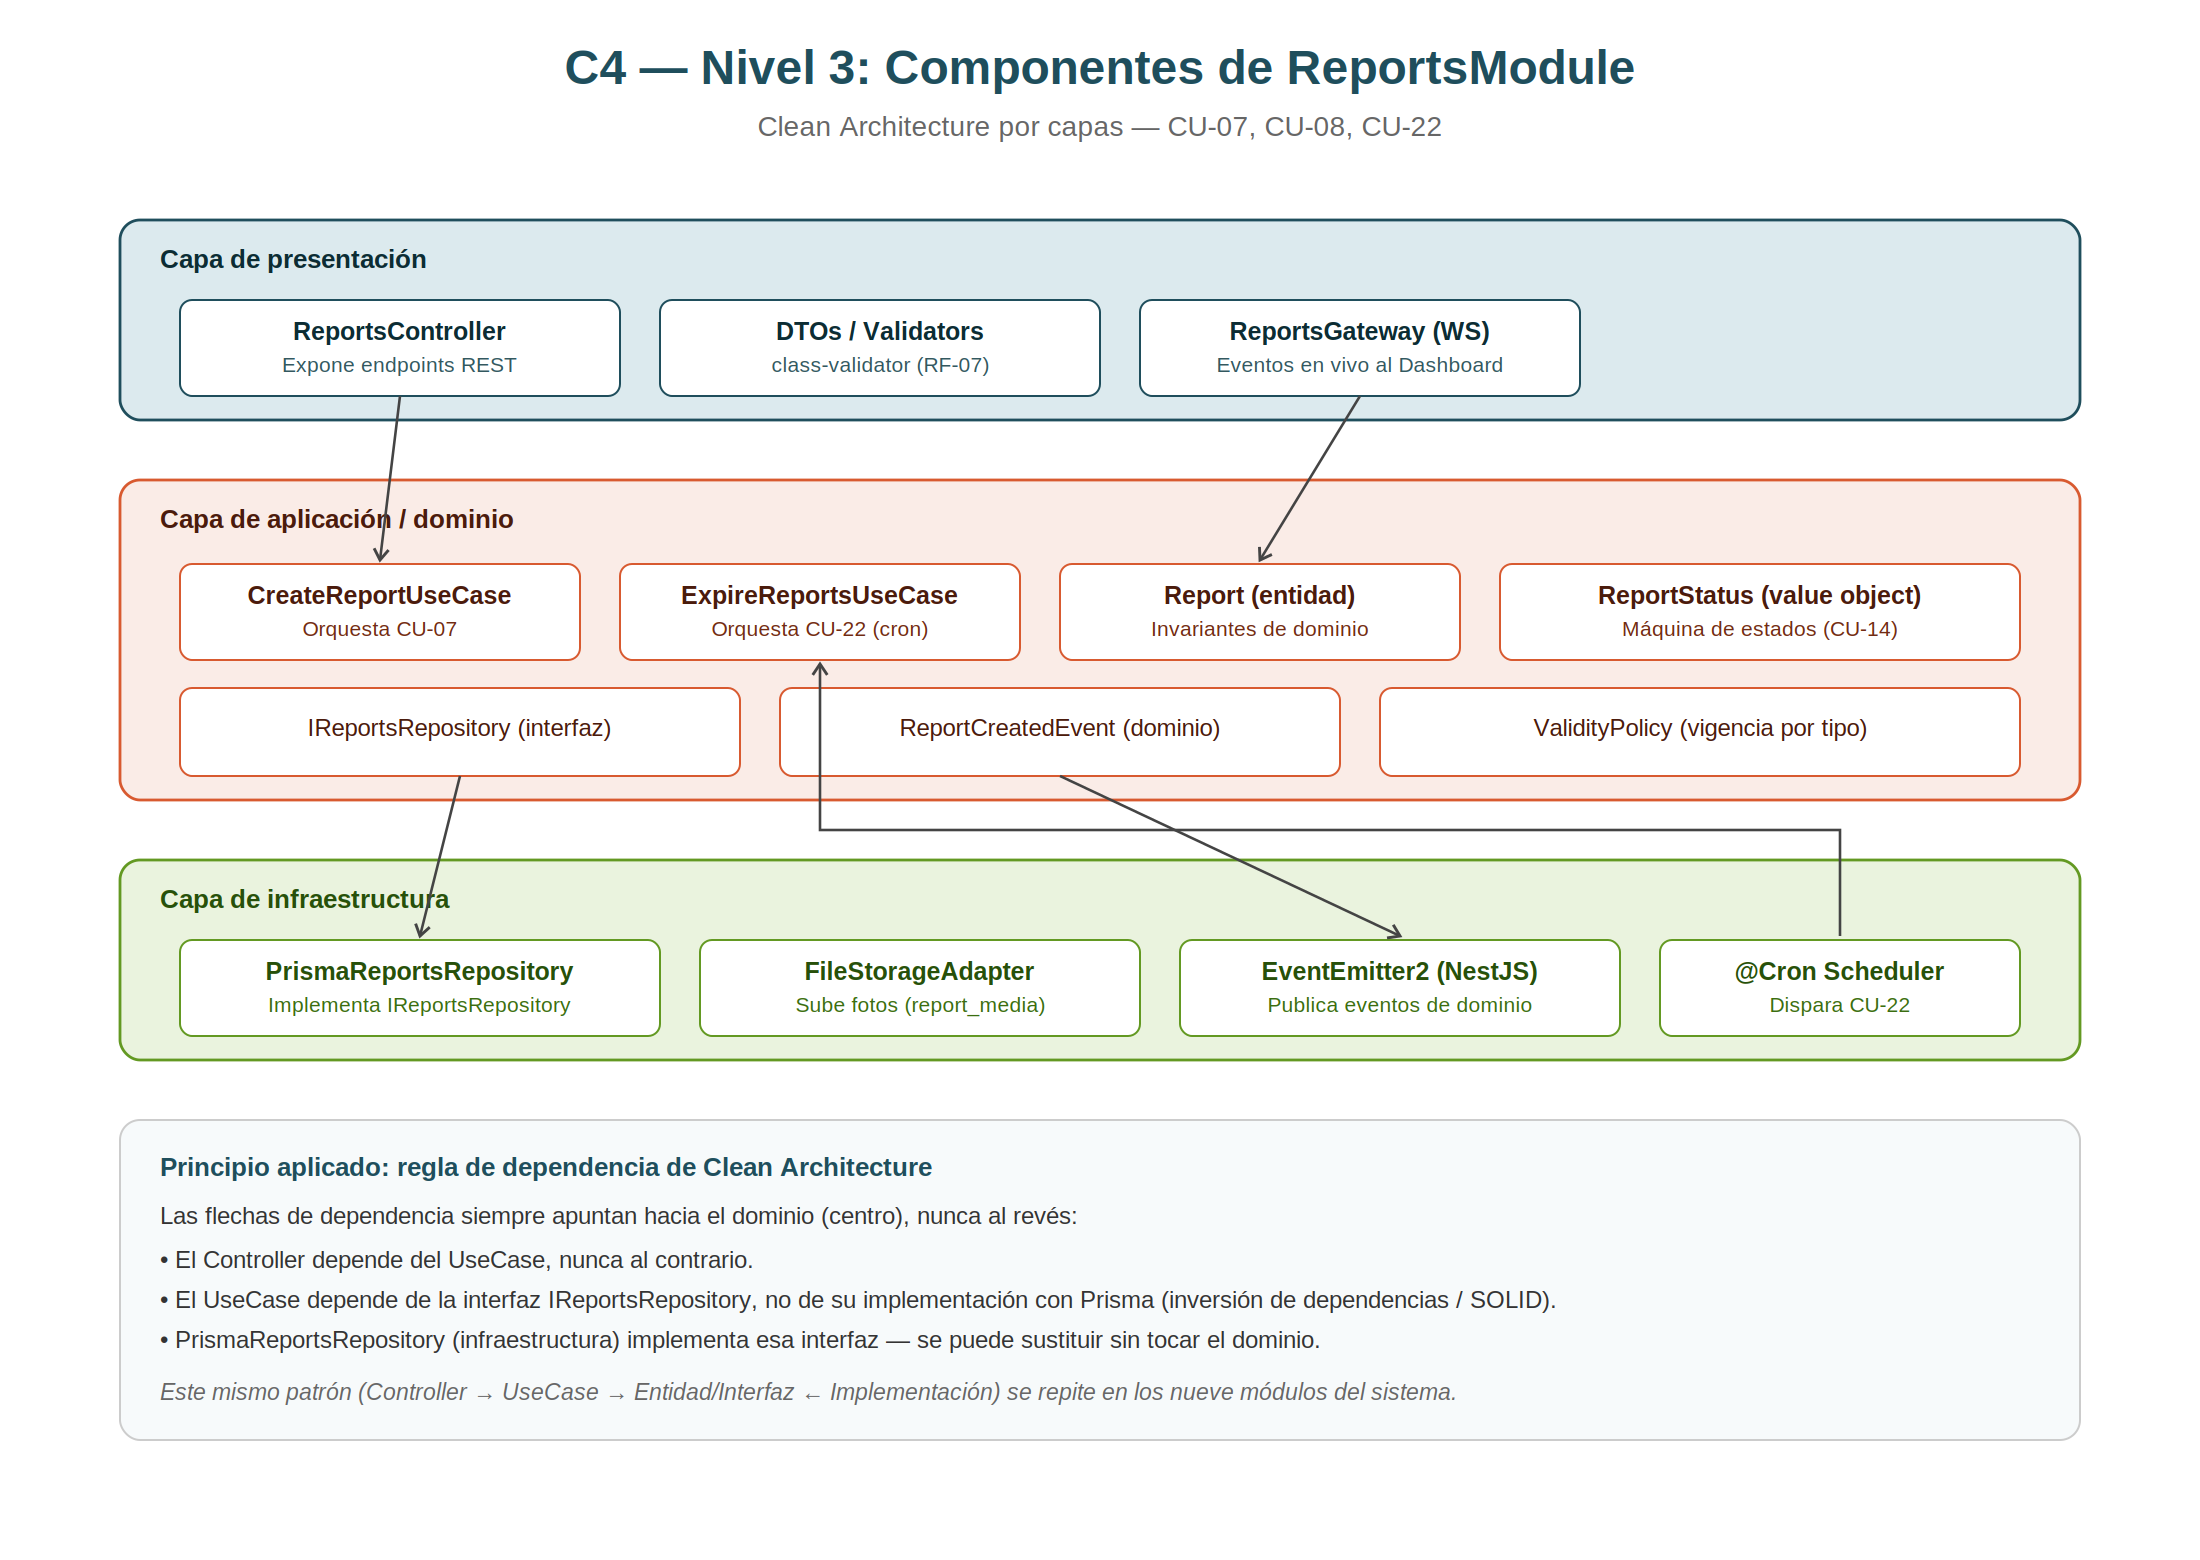 C4 — Nivel 3: Componentes de ReportsModule
Clean Architecture por capas — CU-07, CU-08, CU-22
Capa de presentación
ReportsController
Expone endpoints REST
DTOs / Validators
class-validator (RF-07)
ReportsGateway (WS)
Eventos en vivo al Dashboard
Capa de aplicación / dominio
CreateReportUseCase
Orquesta CU-07
ExpireReportsUseCase
Orquesta CU-22 (cron)
Report (entidad)
Invariantes de dominio
ReportStatus (value object)
Máquina de estados (CU-14)
IReportsRepository (interfaz)
ReportCreatedEvent (dominio)
ValidityPolicy (vigencia por tipo)
Capa de infraestructura
PrismaReportsRepository
Implementa IReportsRepository
FileStorageAdapter
Sube fotos (report_media)
EventEmitter2 (NestJS)
Publica eventos de dominio
@Cron Scheduler
Dispara CU-22
Principio aplicado: regla de dependencia de Clean Architecture
Las flechas de dependencia siempre apuntan hacia el dominio (centro), nunca al revés:
• El Controller depende del UseCase, nunca al contrario.
• El UseCase depende de la interfaz IReportsRepository, no de su implementación con Prisma (inversión de dependencias / SOLID).
• PrismaReportsRepository (infraestructura) implementa esa interfaz — se puede sustituir sin tocar el dominio.
Este mismo patrón (Controller → UseCase → Entidad/Interfaz ← Implementación) se repite en los nueve módulos del sistema.